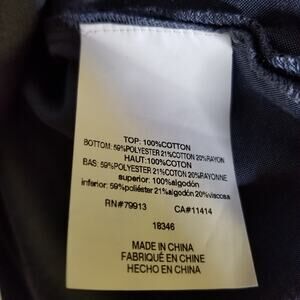 TOP: 100%COTTON
BOTTOM: 59%POLYESTER 21%COTTON 20%RAYON
HAUT:100%COTON
BAS: 59%POLYESTER 21%COTON 20%RAYONNE
superior: 100%algodón
inferior: 59%poliéster 21%algodón 20%viscosa
RN#79913 CA#11414
18346
MADE IN CHINA
FABRIQUÉ EN CHINE
HECHO EN CHINA